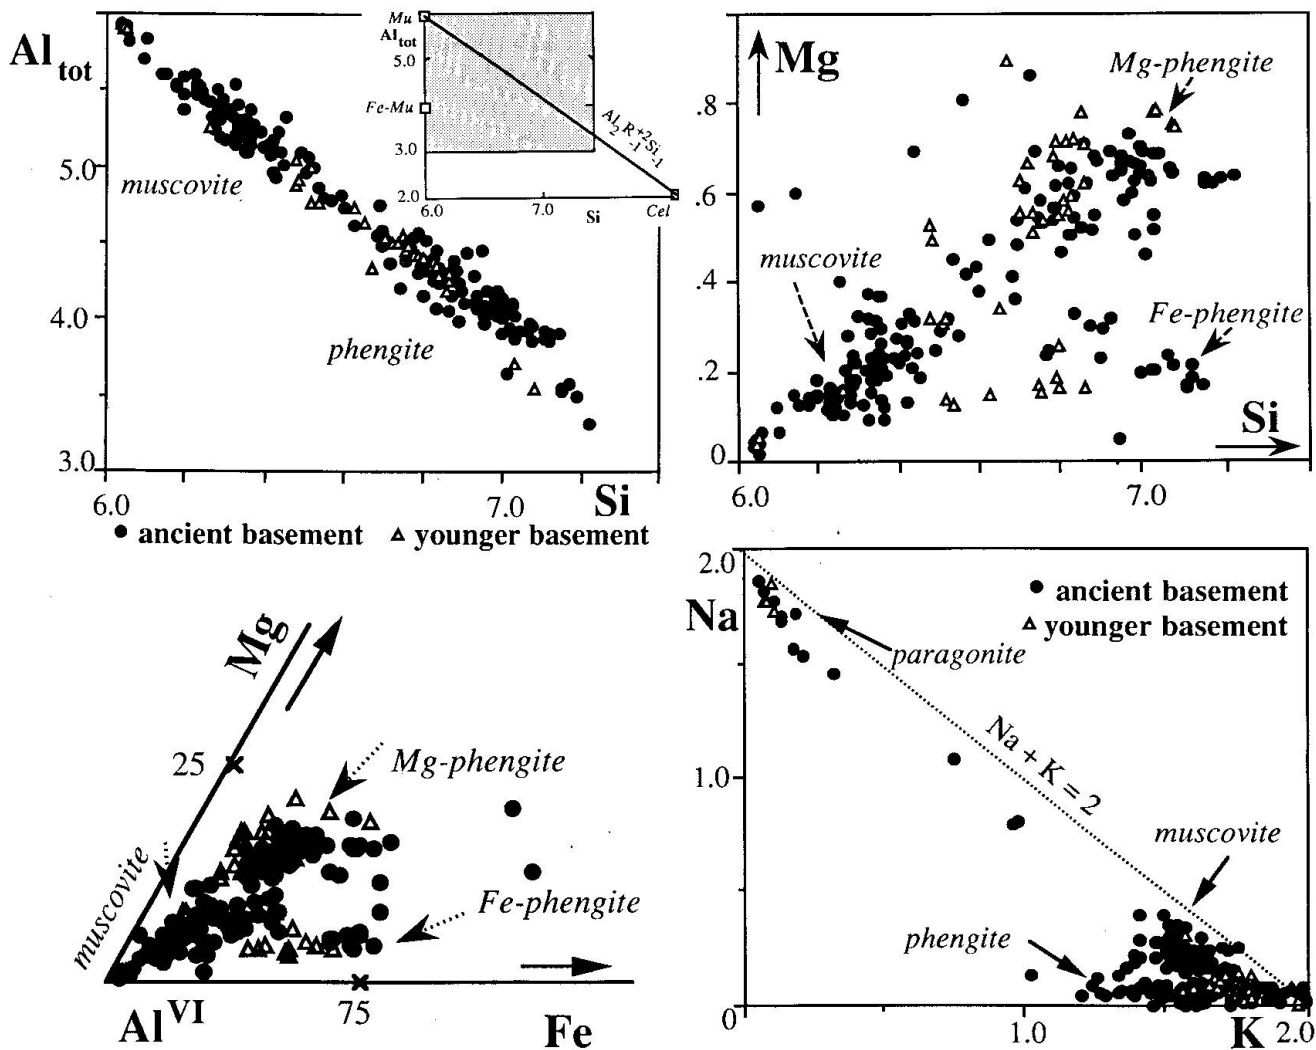 Al tot
5.0
4.0
3.0
6.0
7.0
Si
muscovite
phengite
Mu
Al tot
5.0
Fe-Mu
3.0
2.0
6.0
7.0
Si
Cel
Al2R+2-1Si-1
● ancient basement △ younger basement
Mg
.8
.6
.4
.2
0
6.0
7.0
Si
Mg-phengite
muscovite
Fe-phengite
Mg
25
muscovite
Mg-phengite
Fe-phengite
Al VI
75
Fe
2.0
Na
1.0
0
1.0
K
2.0
● ancient basement
△ younger basement
paragonite
Na + K = 2
muscovite
phengite